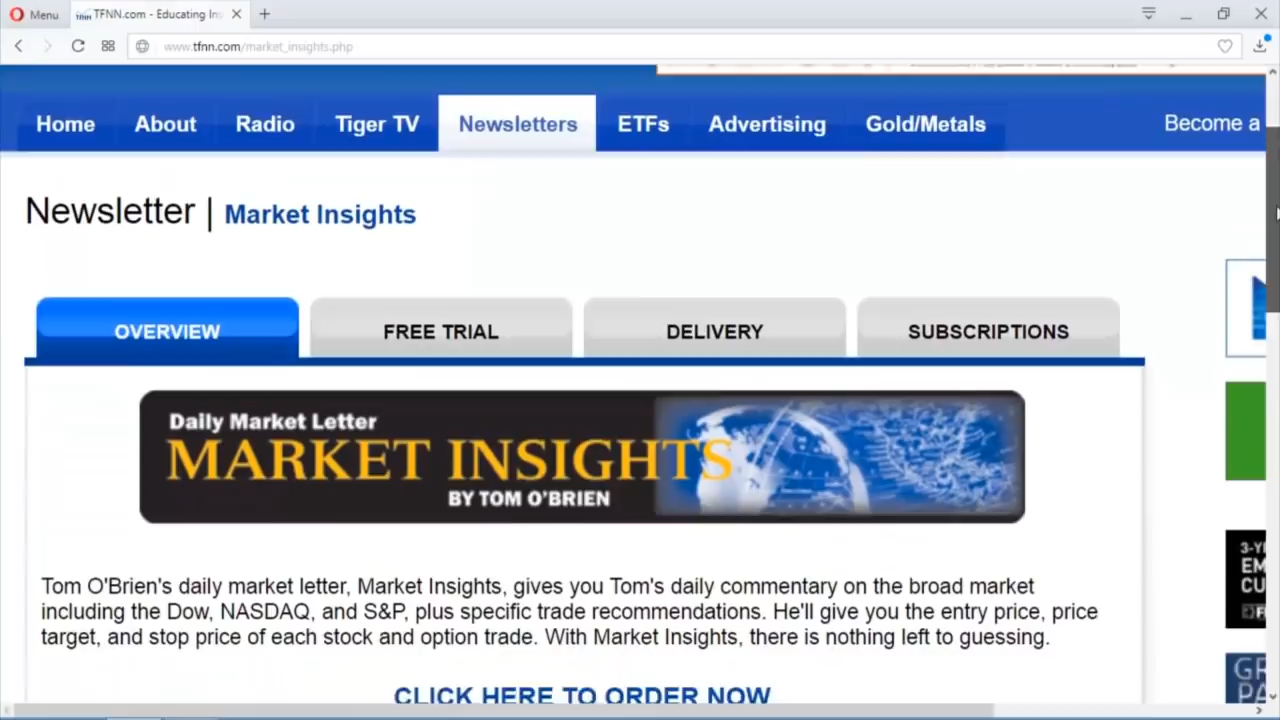 Menu
TFNN.com - Educating In
www.tfnn.com/market_insights.php
Home About Radio Tiger TV Newsletters ETFs Advertising Gold/Metals Become a
Newsletter | Market Insights
OVERVIEW FREE TRIAL DELIVERY SUBSCRIPTIONS
Daily Market Letter
MARKET INSIGHTS
BY TOM O'BRIEN
Tom O'Brien's daily market letter, Market Insights, gives you Tom's daily commentary on the broad market
including the Dow, NASDAQ, and S&P, plus specific trade recommendations. He'll give you the entry price, price
target, and stop price of each stock and option trade. With Market Insights, there is nothing left to guessing.
CLICK HERE TO ORDER NOW
3-Y
EM
CU
GR
PA